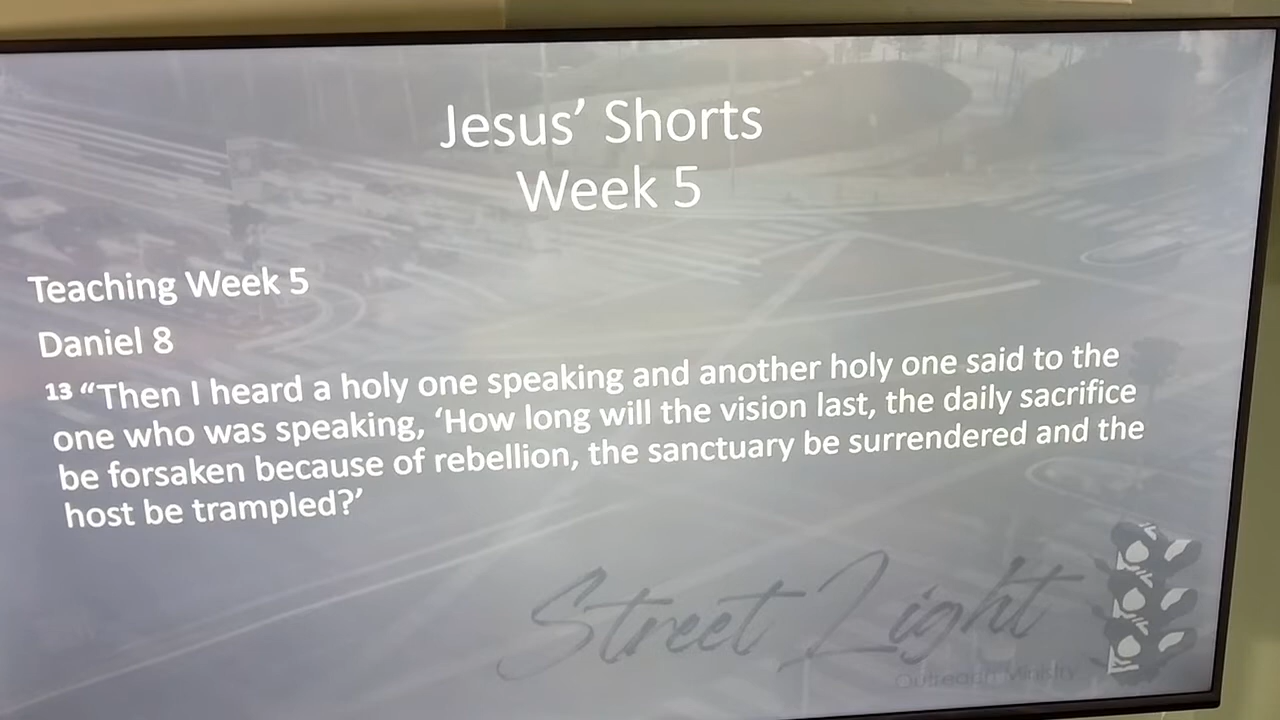 Jesus’ Shorts
Week 5
Teaching Week 5
Daniel 8
13 “Then I heard a holy one speaking and another holy one said to the
one who was speaking, ‘How long will the vision last, the daily sacrifice
be forsaken because of rebellion, the sanctuary be surrendered and the
host be trampled?’
Street Light
Outreach Ministry